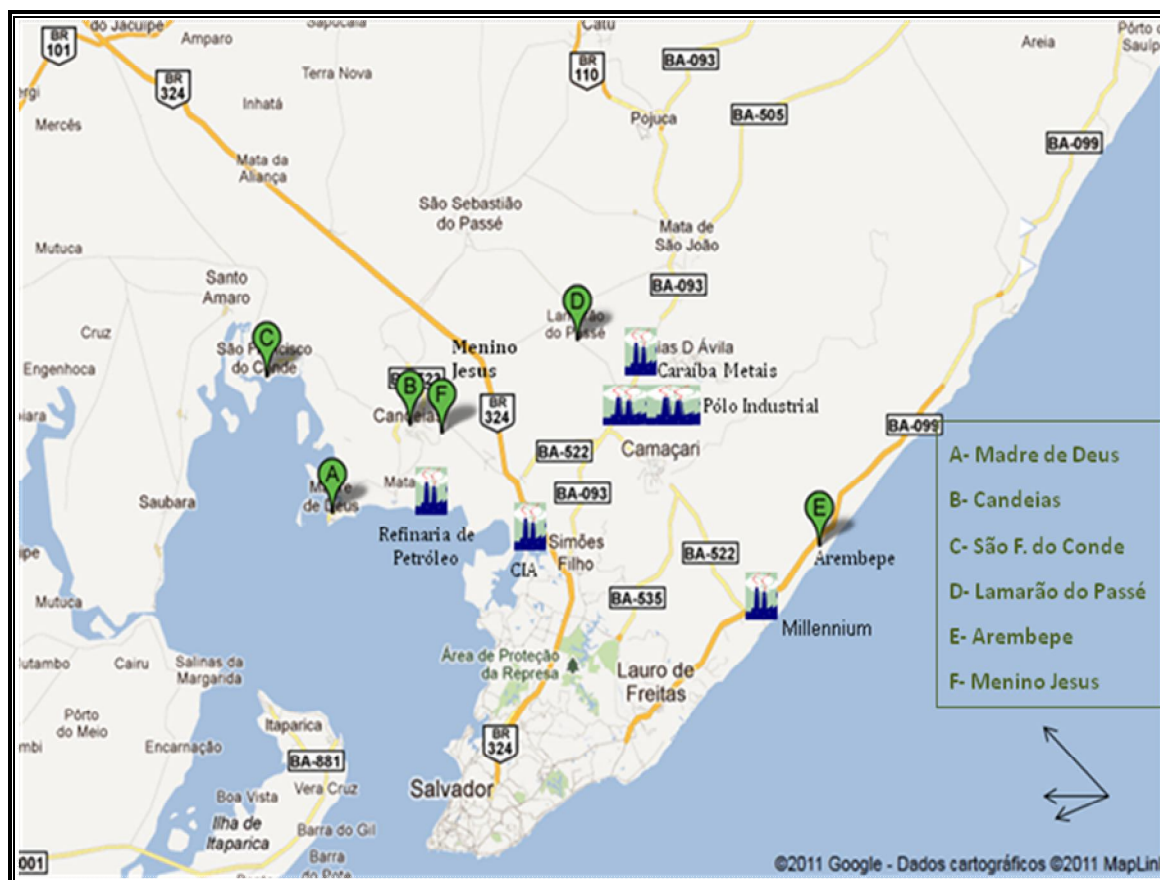 do Jacuípe
Amparo
Sapucaia
Catu
BR
101
BR
324
Terra Nova
Inhatá
Mercês
BR
110
BA-093
Areia
Pôrto
BA-505
Pojuca
BA-099
Mata da
Aliança
São Sebastião
do Passé
Mata de
São João
Mutuca
Santo
Amaro
BA-093
D
Lamarão
do Passé
Cruz
Engenhoca
C
São Francisco
do Conde
Menino
Jesus
ias D Ávila
Caraíba Metais
B
F
Candeias
BR
324
Pólo Industrial
Camaçari
BA-099
BA-522
A
Madre
de Deus
Mata
Saubara
BA-093
E
Arembepe
Refinaria de
Petróleo
CIA
Simões
Filho
BA-522
Mutuca
BA-535
Millennium
Cairu
Salinas da
Margarida
Área de Proteção
da Represa
Lauro de
Freitas
A- Madre de Deus
B- Candeias
C- São F. do Conde
D- Lamarão do Passé
E- Arembepe
F- Menino Jesus
Pôrto
do Meio
Encarnação
Itaparica
BA-881
BR
324
Boa Vista
Vera Cruz
Salvador
Ilha de
Itaparica
Barra do Gil
Barra
do Pote
001
©2011 Google - Dados cartográficos ©2011 MapLink